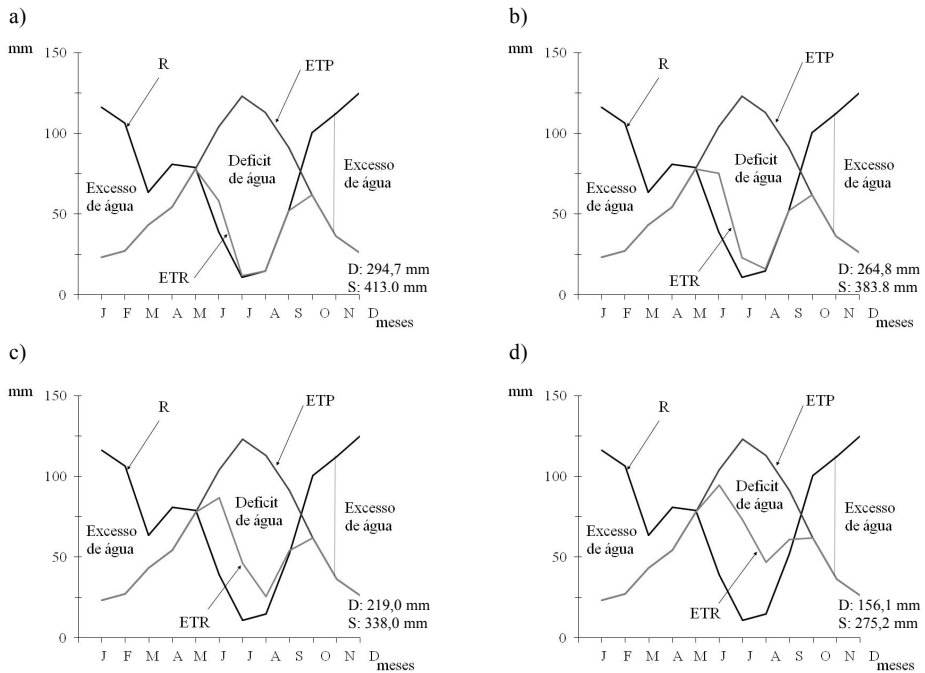 a)
mm
150
100
50
0
R
ETP
Deficit
de água
Excesso
de água
Excesso
de água
ETR
D: 294,7 mm
S: 413.0 mm
J F M A M J J A S O N D
meses
b)
mm
150
100
50
0
R
ETP
Deficit
de água
Excesso
de água
Excesso
de água
ETR
D: 264,8 mm
S: 383.8 mm
J F M A M J J A S O N D
meses
c)
mm
150
100
50
0
R
ETP
Deficit
de água
Excesso
de água
Excesso
de água
ETR
D: 219,0 mm
S: 338,0 mm
J F M A M J J A S O N D
meses
d)
mm
150
100
50
0
R
ETP
Deficit
de água
Excesso
de água
Excesso
de água
ETR
D: 156,1 mm
S: 275,2 mm
J F M A M J J A S O N D
meses